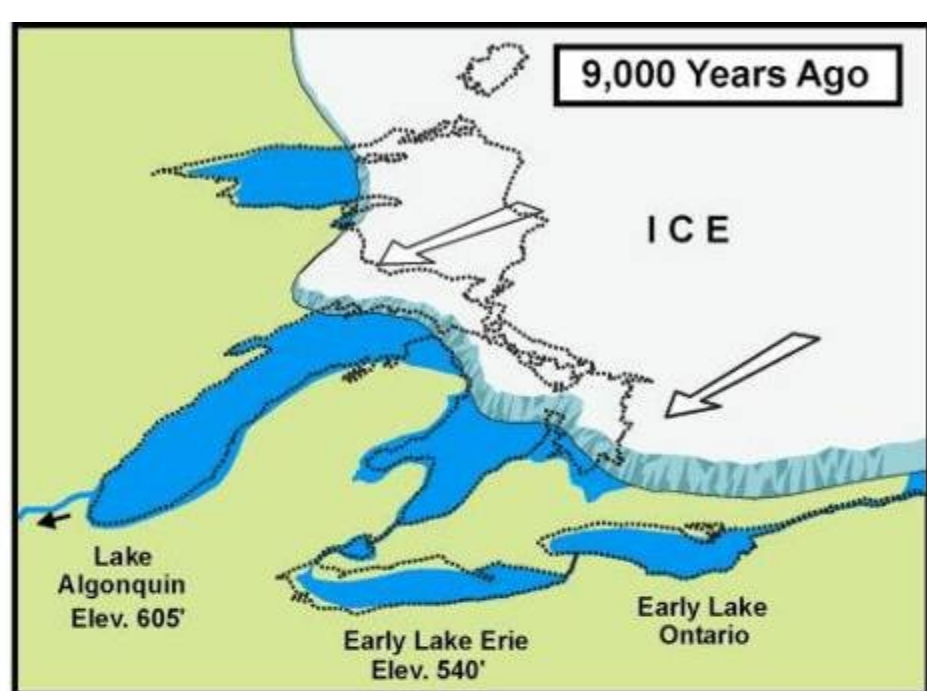 9,000 Years Ago
ICE
Lake
Algonquin
Elev. 605'
Early Lake Erie
Elev. 540'
Early Lake
Ontario